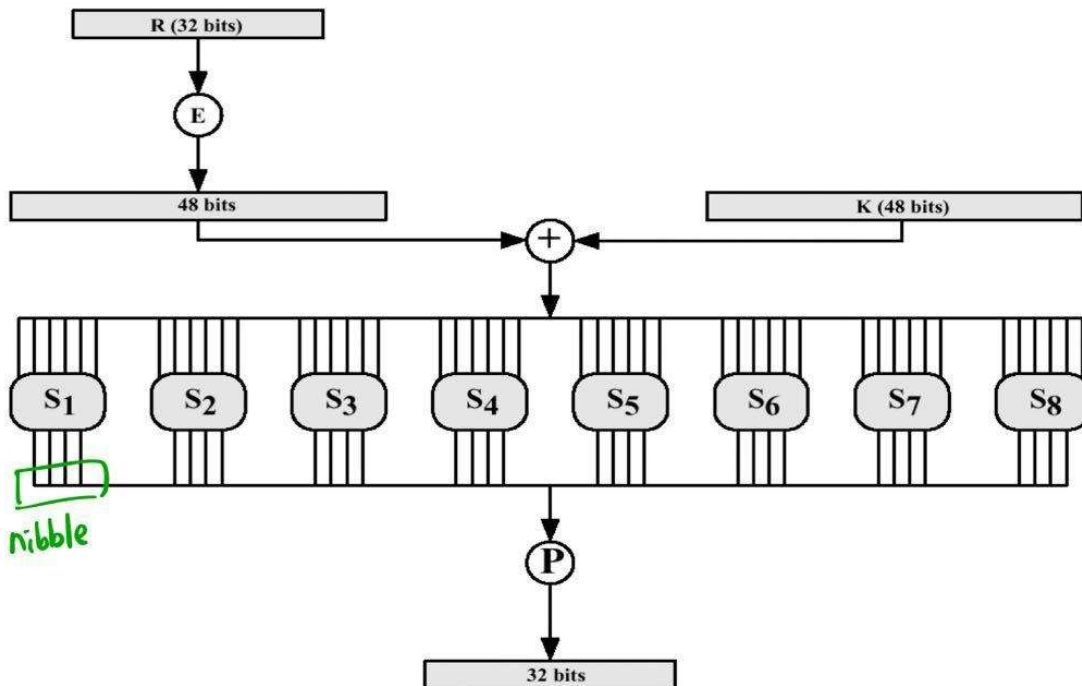 R (32 bits)
E
48 bits
K (48 bits)
+
S1 S2 S3 S4 S5 S6 S7 S8
nibble
P
32 bits